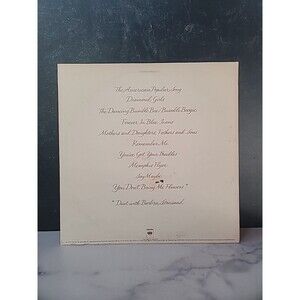 The American Popular Song
Diamond Girls
The Dancing Bumble Bee/Bumble Boogie
Forever In Blue Jeans
Mothers and Daughters, Fathers and Sons
Remember Me
You've Got Your Troubles
Memphis Flyer
Say Maybe
"You Don't Bring Me Flowers"
"Duet with Barbra Streisand